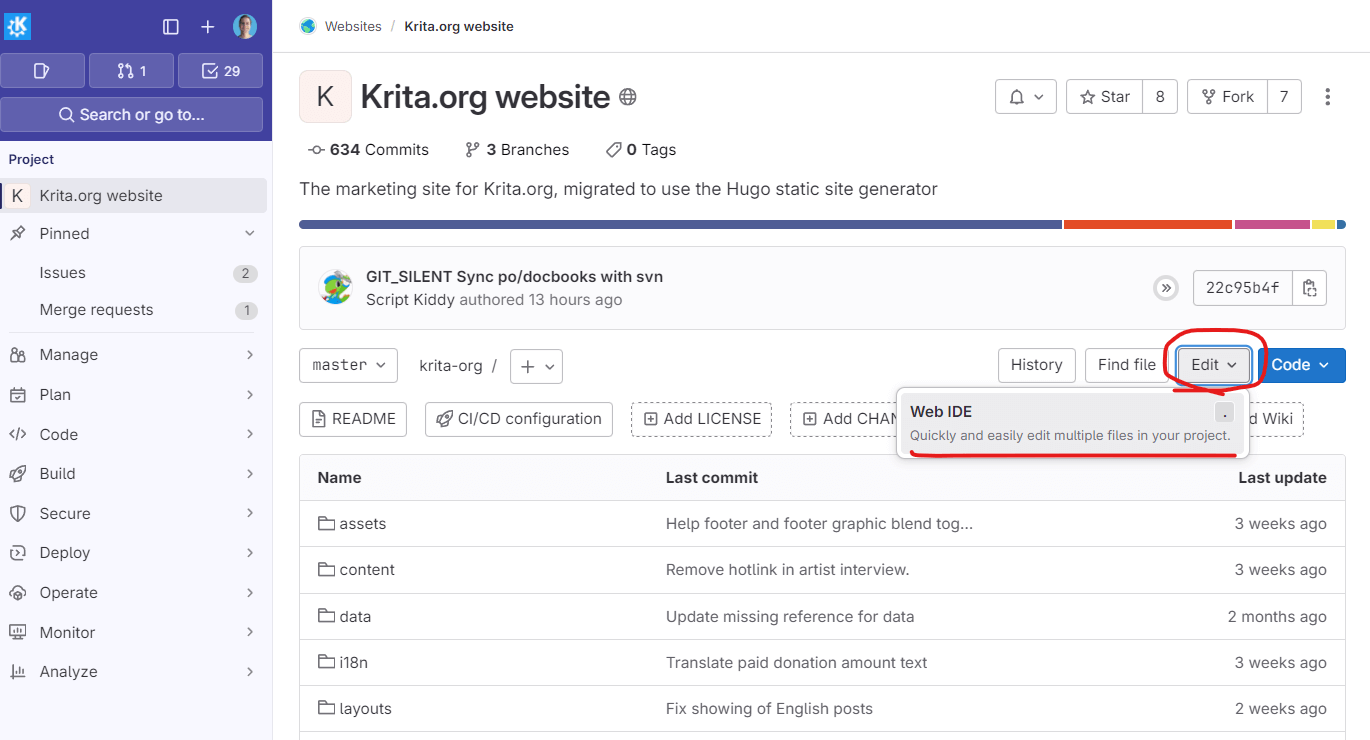 Websites / Krita.org website
1
29
Search or go to...
Project
K Krita.org website
Pinned
Issues 2
Merge requests 1
Manage
Plan
Code
Build
Secure
Deploy
Operate
Monitor
Analyze
K Krita.org website
Star 8
Fork 7
634 Commits
3 Branches
0 Tags
The marketing site for Krita.org, migrated to use the Hugo static site generator
GIT_SILENT Sync po/docbooks with svn
Script Kiddy authored 13 hours ago
22c95b4f
master
krita-org /
History
Find file
Edit
Code
Web IDE .
Quickly and easily edit multiple files in your project.
README
CI/CD configuration
Add LICENSE
Add CHAN
d Wiki
Name Last commit Last update
assets Help footer and footer graphic blend tog... 3 weeks ago
content Remove hotlink in artist interview. 3 weeks ago
data Update missing reference for data 2 months ago
i18n Translate paid donation amount text 3 weeks ago
layouts Fix showing of English posts 2 weeks ago